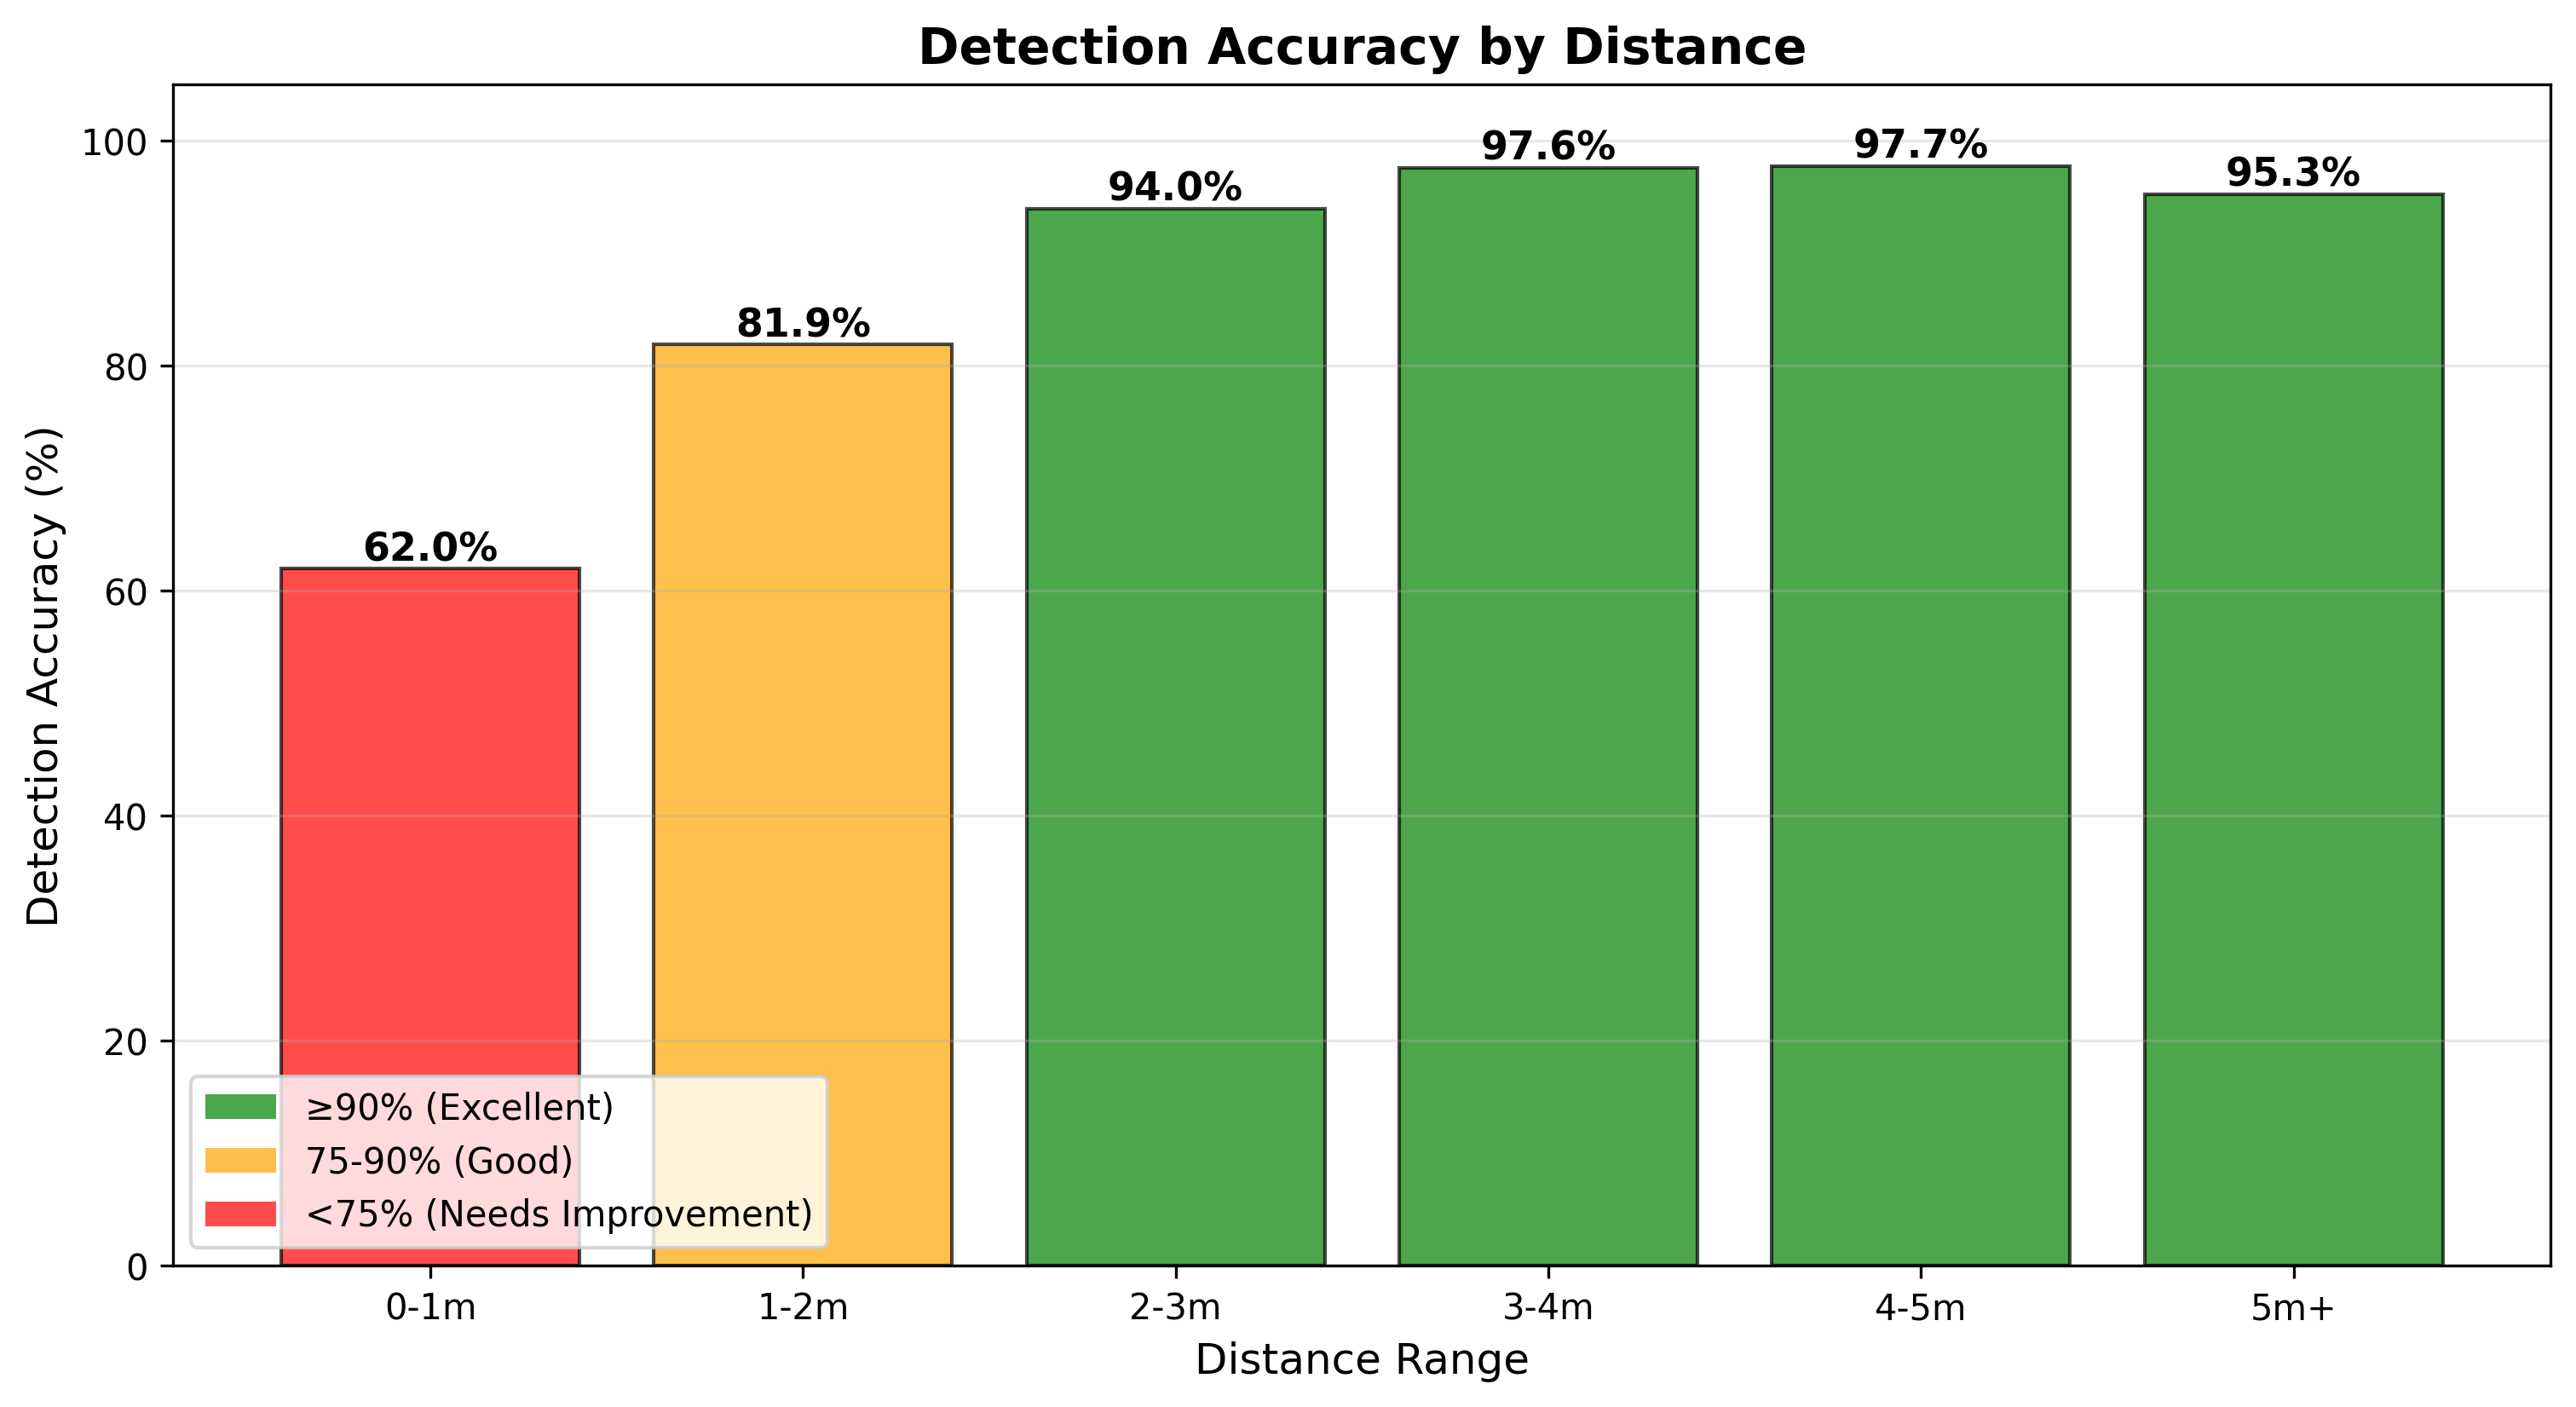 Detection Accuracy by Distance
Detection Accuracy (%)
100
80
60
40
20
0
62.0%
81.9%
94.0%
97.6%
97.7%
95.3%
≥90% (Excellent)
75-90% (Good)
<75% (Needs Improvement)
0-1m
1-2m
2-3m
3-4m
4-5m
5m+
Distance Range